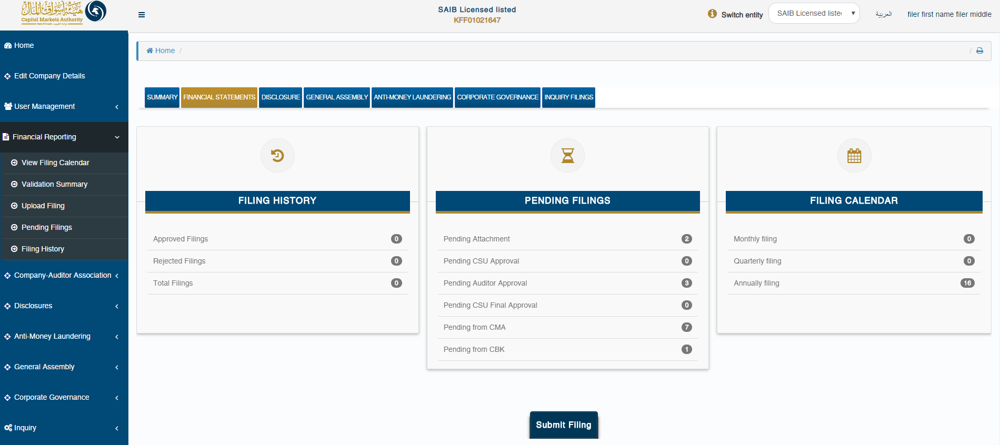 هيئة أسواق المال
Capital Markets Authority
State Of Kuwait دولة الكويت
SAIB Licensed listed
KFF01021647
Switch entity
SAIB Licensed liste
العربية
filer first name filer middle
Home
Edit Company Details
User Management
Financial Reporting
View Filing Calendar
Validation Summary
Upload Filing
Pending Filings
Filing History
Company-Auditor Association
Disclosures
Anti-Money Laundering
General Assembly
Corporate Governance
Inquiry
Home /
/
SUMMARY
FINANCIAL STATEMENTS
DISCLOSURE
GENERAL ASSEMBLY
ANTI-MONEY LAUNDERING
CORPORATE GOVERNANCE
INQUIRY FILINGS
FILING HISTORY
Approved Filings 0
Rejected Filings 0
Total Filings 0
PENDING FILINGS
Pending Attachment 2
Pending CSU Approval 0
Pending Auditor Approval 3
Pending CSU Final Approval 0
Pending from CMA 7
Pending from CBK 1
FILING CALENDAR
Monthly filing 0
Quarterly filing 0
Annually filing 16
Submit Filing